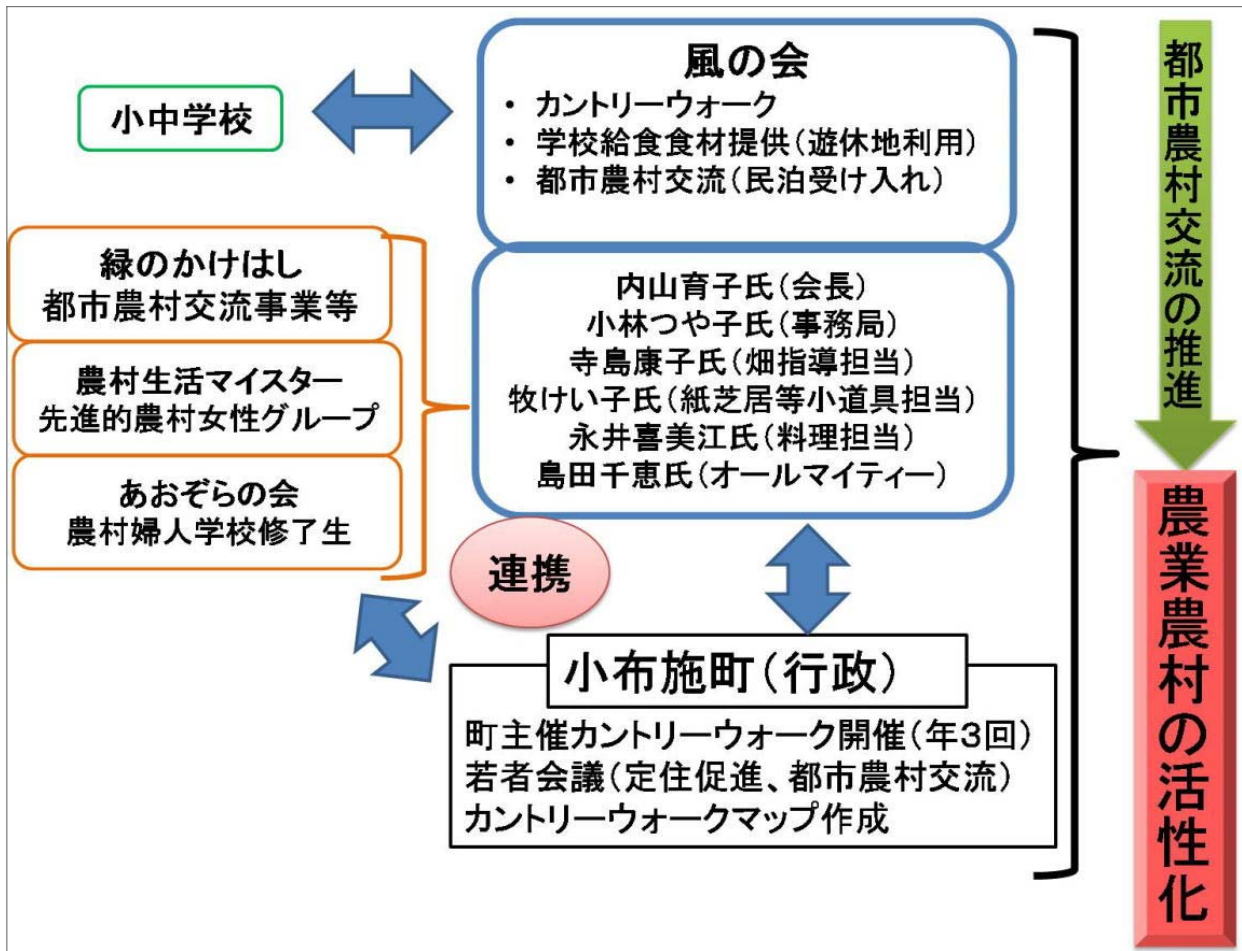 風の会
・ カントリーウォーク
・ 学校給食食材提供(遊休地利用)
・ 都市農村交流(民泊受け入れ)
小中学校
緑のかけはし
都市農村交流事業等
農村生活マイスター
先進的農村女性グループ
あおぞらの会
農村婦人学校修了生
内山育子氏(会長)
小林つや子氏(事務局)
寺島康子氏(畑指導担当)
牧けい子氏(紙芝居等小道具担当)
永井喜美江氏(料理担当)
島田千恵氏(オールマイティー)
連携
小布施町(行政)
町主催カントリーウォーク開催(年3回)
若者会議(定住促進、都市農村交流)
カントリーウォークマップ作成
都市農村交流の推進
農業農村の活性化